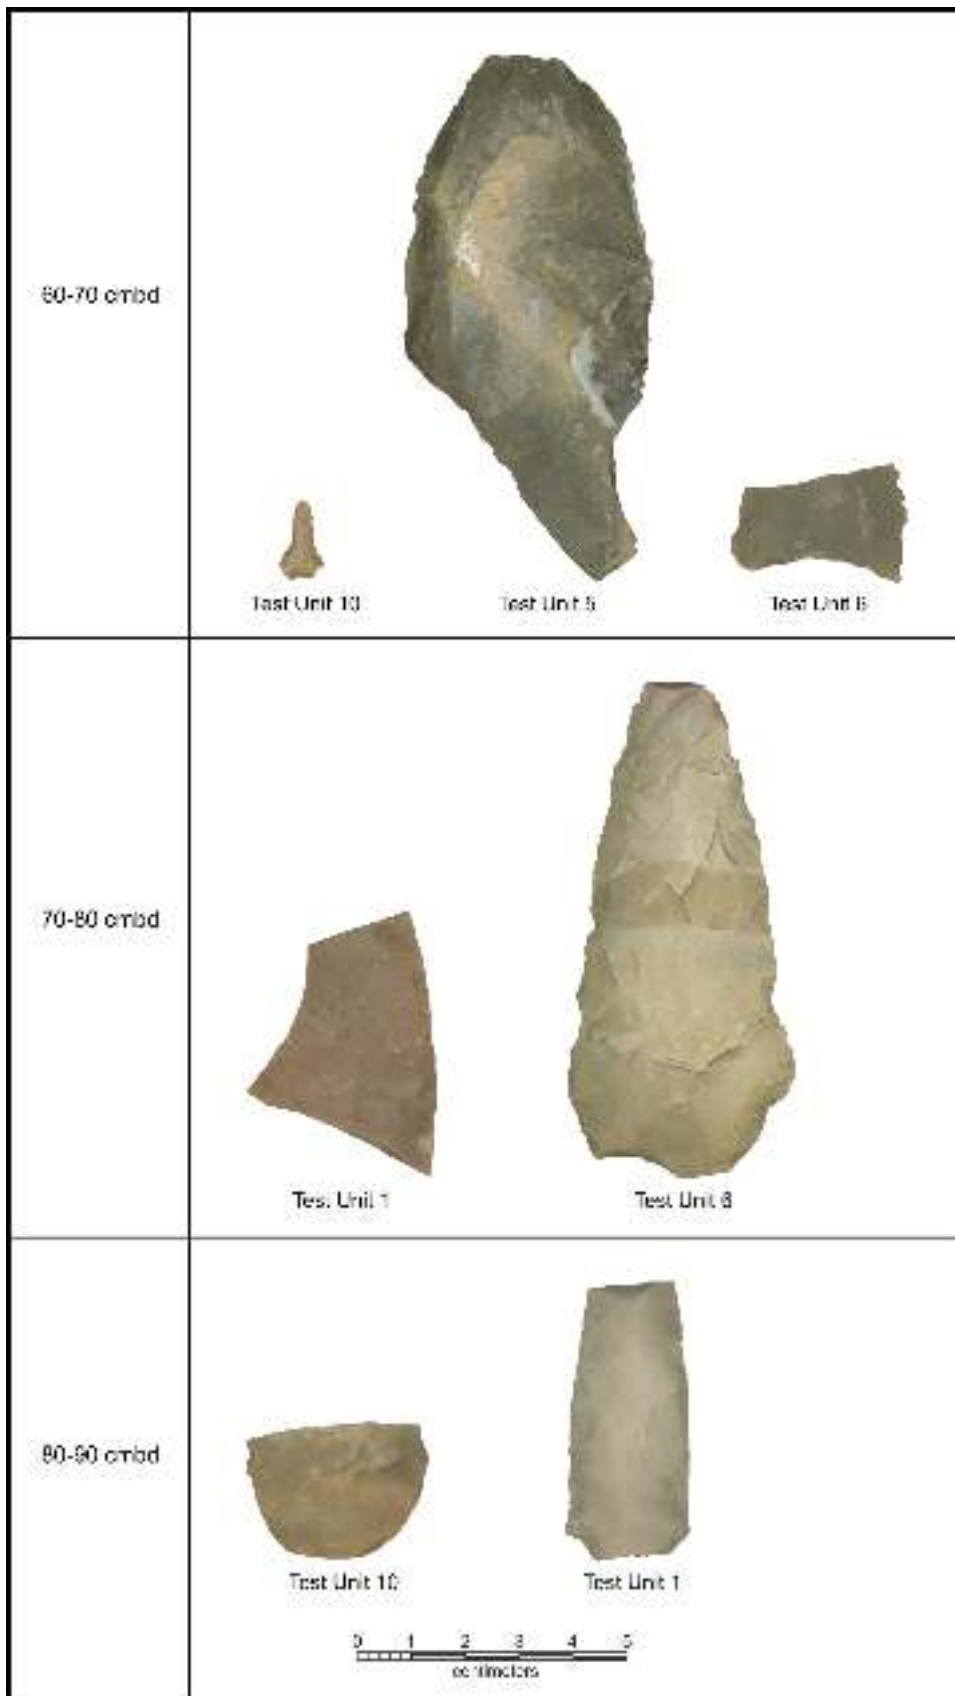 60-70 cmbd
Test Unit 10
Test Unit 5
Test Unit 6
70-80 cmbd
Test Unit 1
Test Unit 6
80-90 cmbd
Test Unit 10
Test Unit 1
0 1 2 3 4 5
centimeters